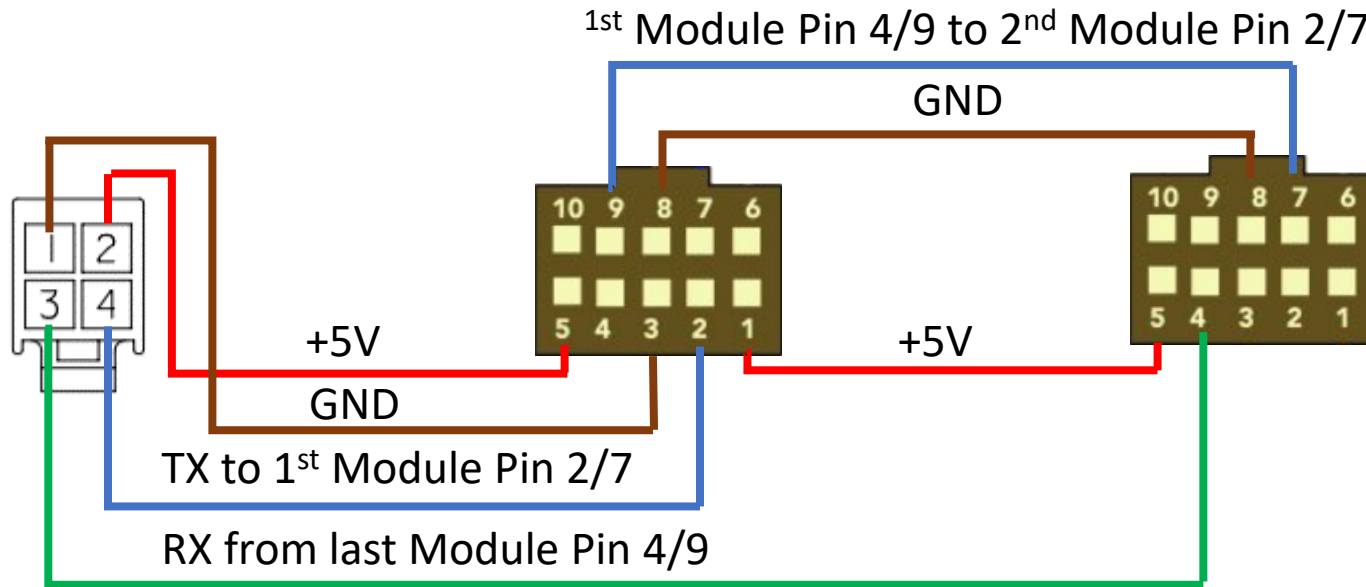 1st Module Pin 4/9 to 2nd Module Pin 2/7
GND
10 9 8 7 6
10 9 8 7 6
1 2
3 4
5 4 3 2 1
5 4 3 2 1
+5V
+5V
GND
TX to 1st Module Pin 2/7
RX from last Module Pin 4/9